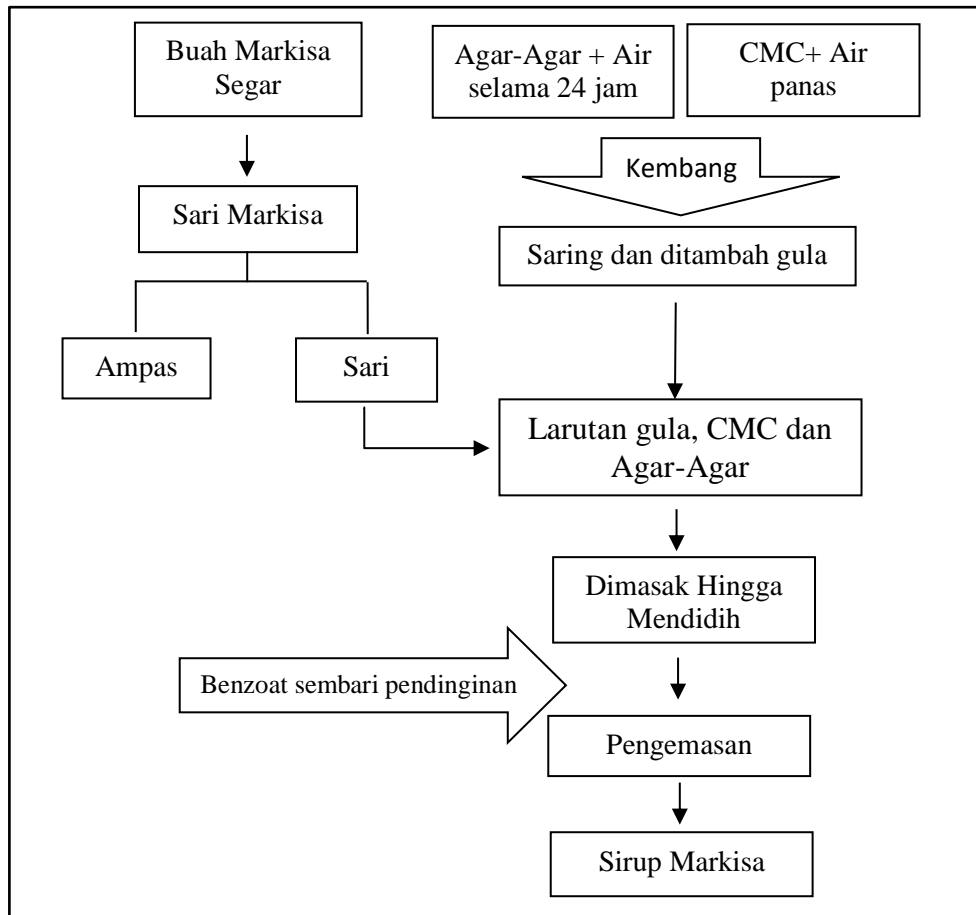 Buah Markisa
Segar
Agar-Agar + Air
selama 24 jam
CMC+ Air
panas
Kembang
Sari Markisa
Saring dan ditambah gula
Ampas
Sari
Larutan gula, CMC dan
Agar-Agar
Dimasak Hingga
Mendidih
Benzoat sembari pendinginan
Pengemasan
Sirup Markisa